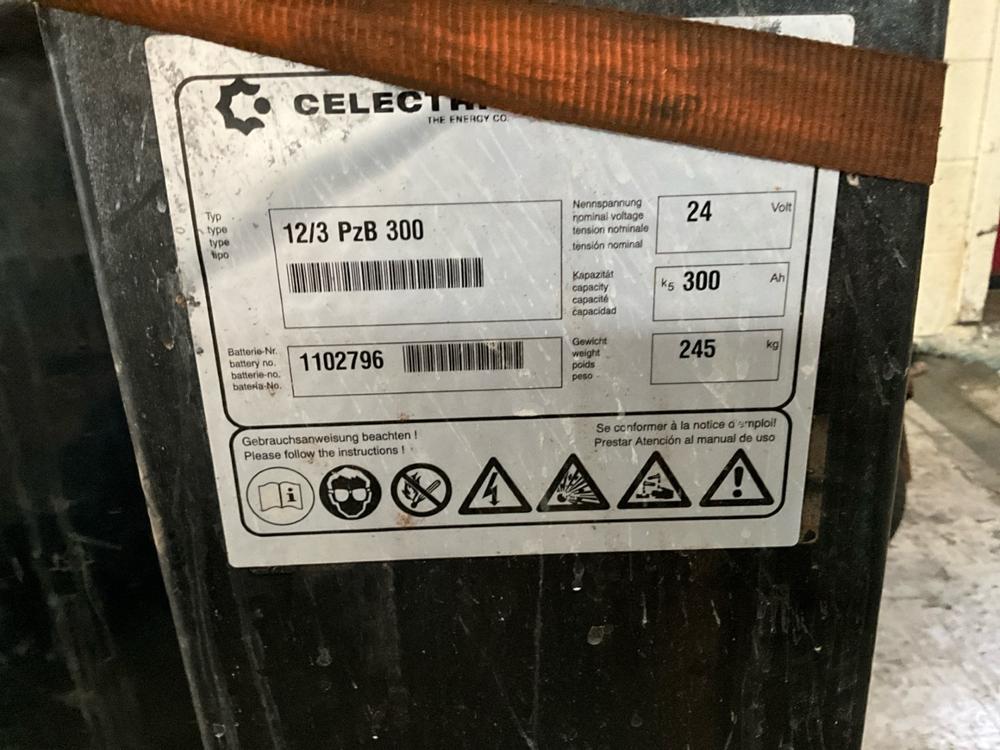 THE ENERGY CO.
Typ
type
type
tipo
12/3 PzB 300
Nennspannung
nominal voltage
tension nominale
tensión nominal
24 Volt
Kapazität
capacity
capacité
capacidad
k5 300 Ah
Batterie-Nr.
battery no.
batterie-no.
bateria-No.
1102796
Gewicht
weight
poids
peso
245 kg
Gebrauchsanweisung beachten !
Please follow the instructions !
Se conformer à la notice d'emploi!
Prestar Atención al manual de uso